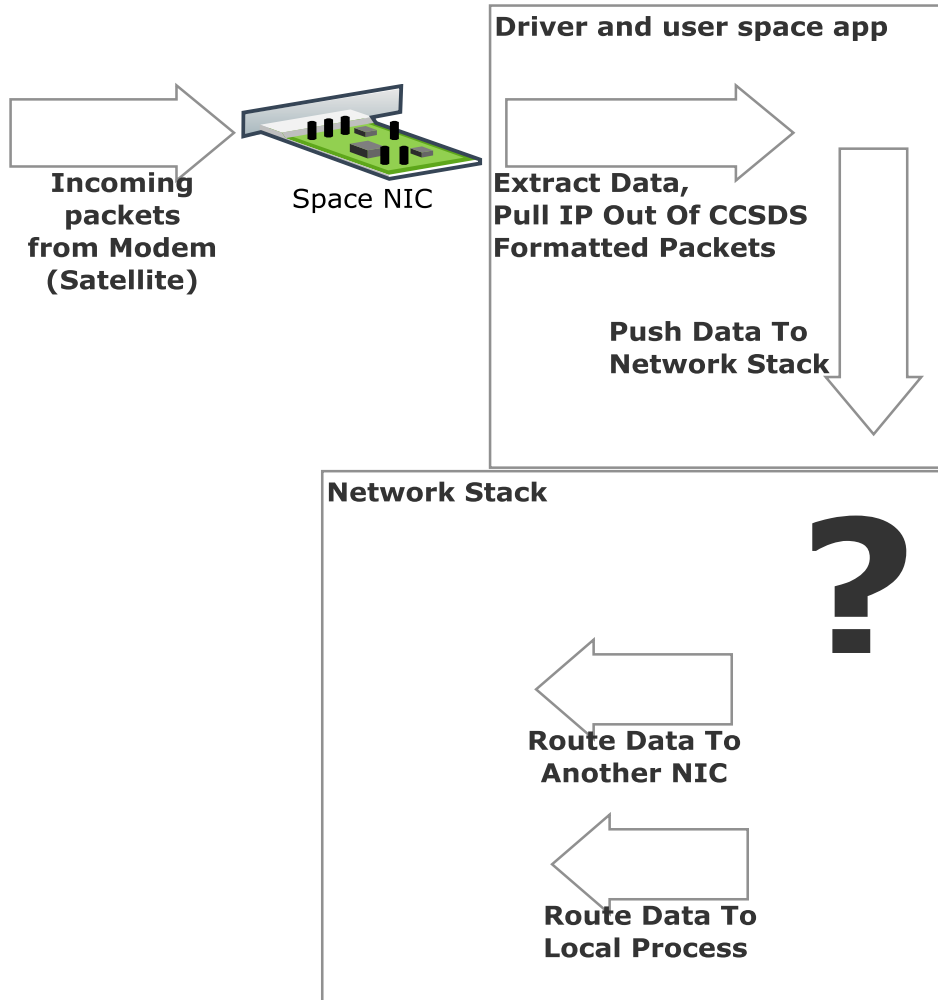 Driver and user space app
Incoming
packets
from Modem
(Satellite)
Space NIC
Extract Data,
Pull IP Out Of CCSDS
Formatted Packets
Push Data To
Network Stack
Network Stack
?
Route Data To
Another NIC
Route Data To
Local Process